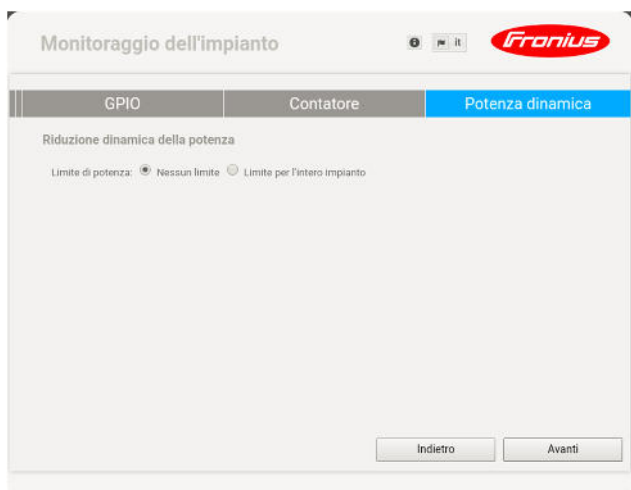 Monitoraggio dell'impianto
it
Fronius
GPIO Contatore Potenza dinamica
Riduzione dinamica della potenza
Limite di potenza: Nessun limite Limite per l'intero impianto
Indietro Avanti